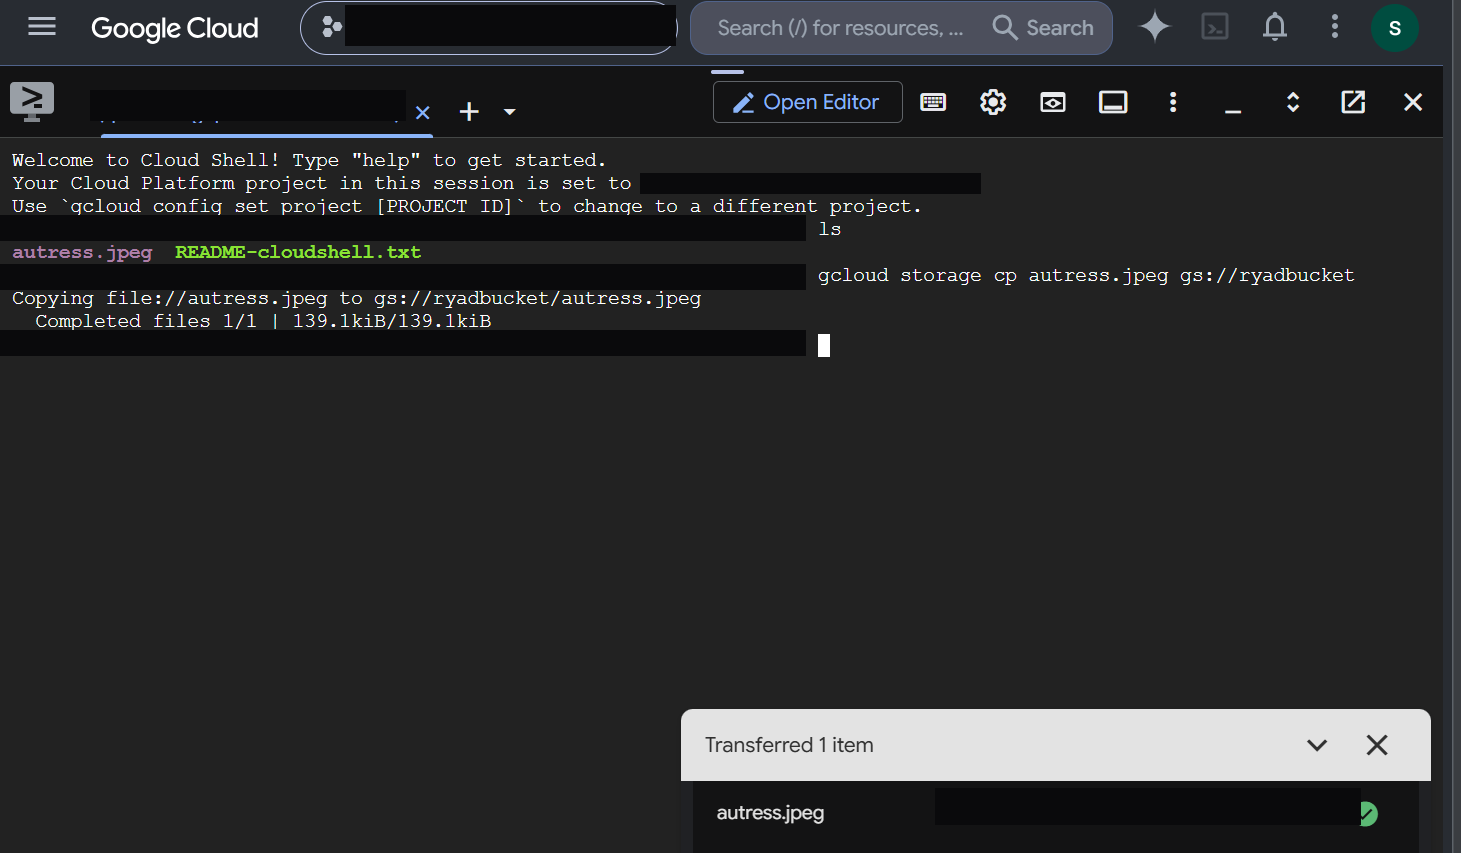 Google Cloud
Search (/) for resources, ...
Search
S
Open Editor
Welcome to Cloud Shell! Type "help" to get started.
Your Cloud Platform project in this session is set to
Use `gcloud config set project [PROJECT_ID]` to change to a different project.
ls
autress.jpeg  README-cloudshell.txt
gcloud storage cp autress.jpeg gs://ryadbucket
Copying file://autress.jpeg to gs://ryadbucket/autress.jpeg
Completed files 1/1 | 139.1kiB/139.1kiB
Transferred 1 item
autress.jpeg